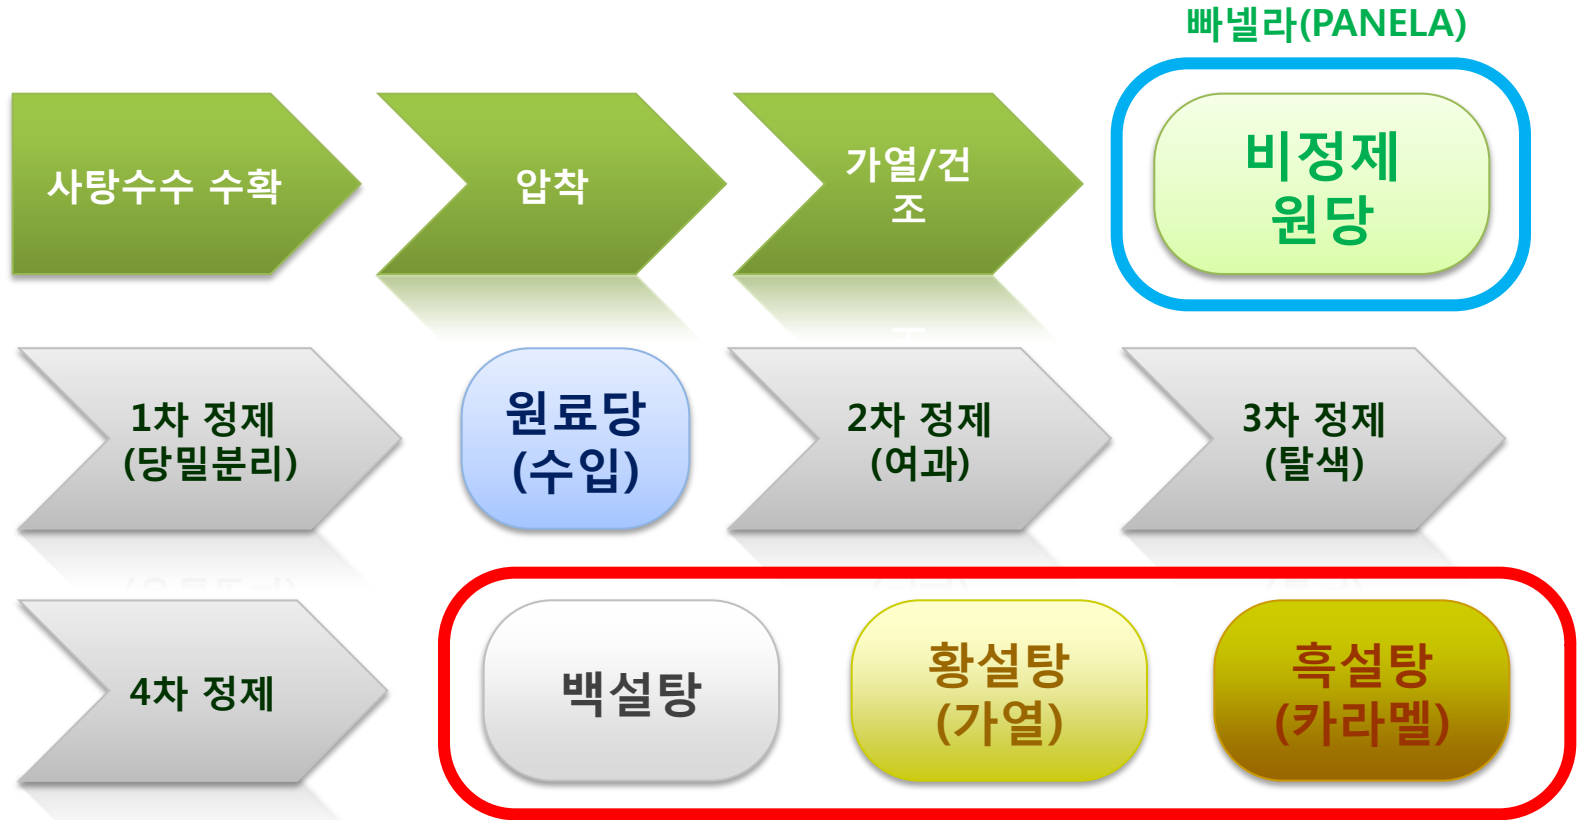 빠넬라(PANELA)
사탕수수 수확
압착
가열/건
조
비정제
원당
1차 정제
(당밀분리)
원료당
(수입)
2차 정제
(여과)
3차 정제
(탈색)
4차 정제
백설탕
황설탕
(가열)
흑설탕
(카라멜)